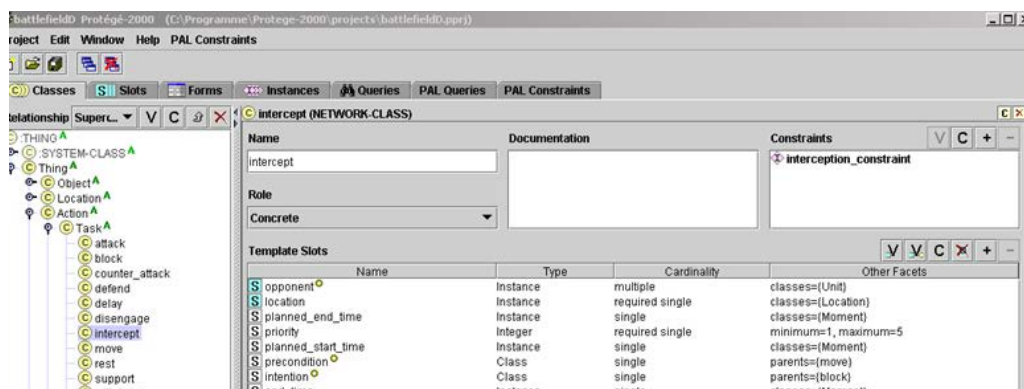 battlefieldD Protégé-2000 (C:\Programme\Protege-2000\projects\battlefieldD.pprj)
roject Edit Window Help PAL Constraints
C Classes S Slots Forms Instances Queries PAL Queries PAL Constraints
elationship Superc... V C X
C intercept (NETWORK-CLASS) C X
:THING A
C :SYSTEM-CLASS A
C Thing A
C Object A
C Location A
C Action A
C Task A
C attack
C block
C counter_attack
C defend
C delay
C disengage
C intercept
C move
C rest
C support
Name
intercept
Role
Concrete
Documentation
Constraints V C + -
interception_constraint
Template Slots V V C X + -
Name Type Cardinality Other Facets
S opponent Instance multiple classes={Unit}
S location Instance required single classes={Location}
S planned_end_time Instance single classes={Moment}
S priority Integer required single minimum=1, maximum=5
S planned_start_time Instance single classes={Moment}
S precondition Class single parents={move}
S intention Class single parents={block}